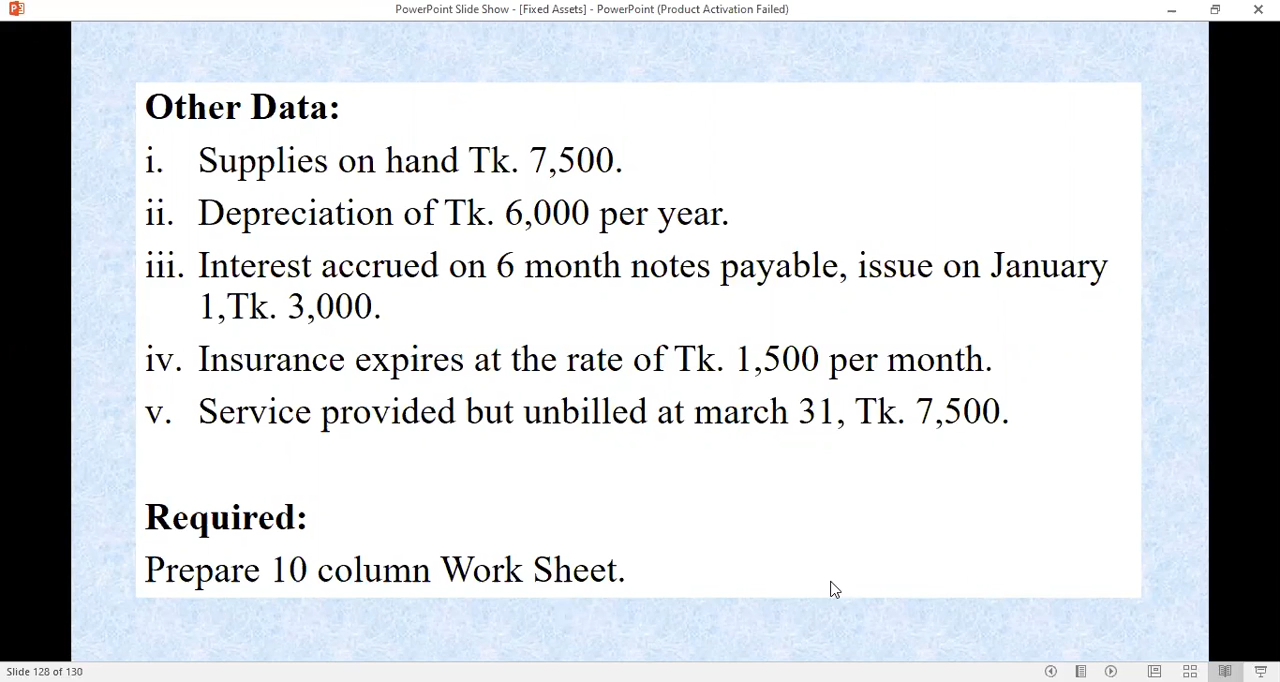 PowerPoint Slide Show - [Fixed Assets] - PowerPoint (Product Activation Failed)
Other Data:
i. Supplies on hand Tk. 7,500.
ii. Depreciation of Tk. 6,000 per year.
iii. Interest accrued on 6 month notes payable, issue on January
1,Tk. 3,000.
iv. Insurance expires at the rate of Tk. 1,500 per month.
v. Service provided but unbilled at march 31, Tk. 7,500.
Required:
Prepare 10 column Work Sheet.
Slide 128 of 130